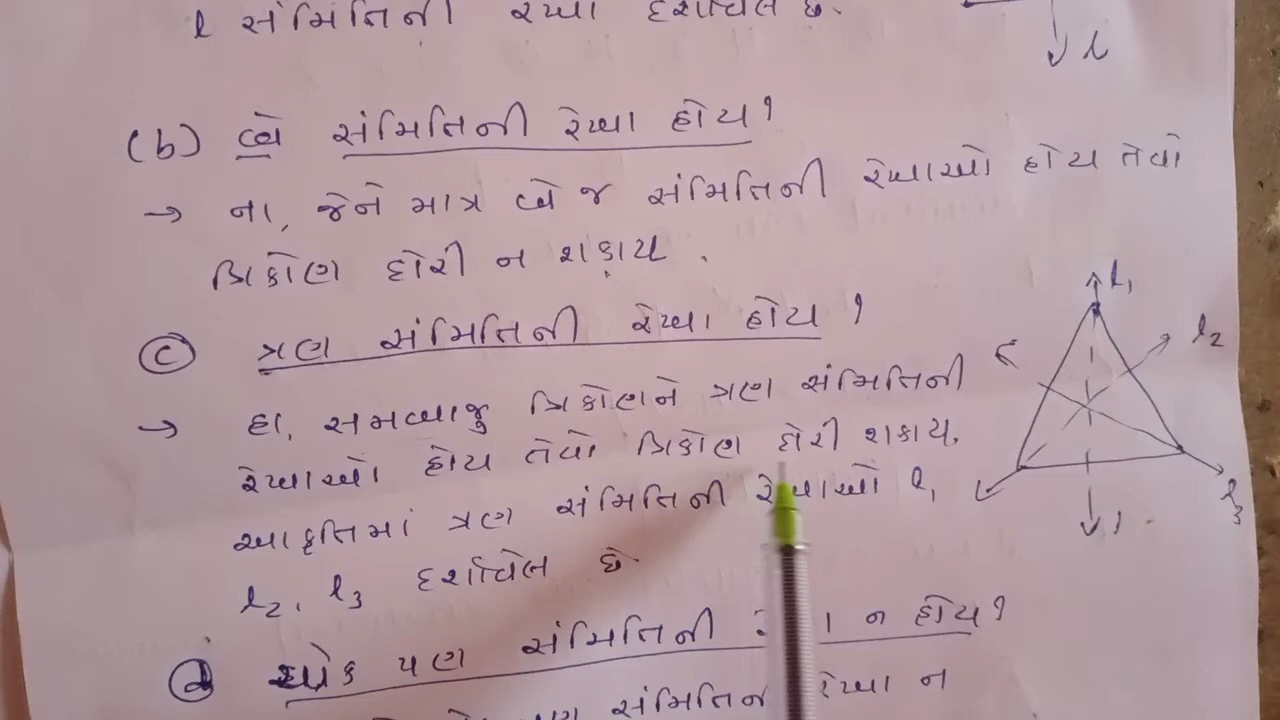 l સંમિતિની રેખા દર્શાવેલ છે.
l
(b) બે સંમિતિની રેખા હોય?
→ ના, જેને માત્ર બે જ સંમિતિની રેખાઓ હોય તેવો
ત્રિકોણ દોરી ન શકાય.
(c) ત્રણ સંમિતિની રેખા હોય?
→ હા, સમબાજુ ત્રિકોણને ત્રણ સંમિતિની
રેખાઓ હોય તેવો ત્રિકોણ દોરી શકાય.
આકૃતિમાં ત્રણ સંમિતિની રેખાઓ l₁
l₂, l₃ દર્શાવેલ છે
l₁
l₂
l₃
(d) એક પણ સંમિતિની ન હોય?
સંમિતિની રેખા ન